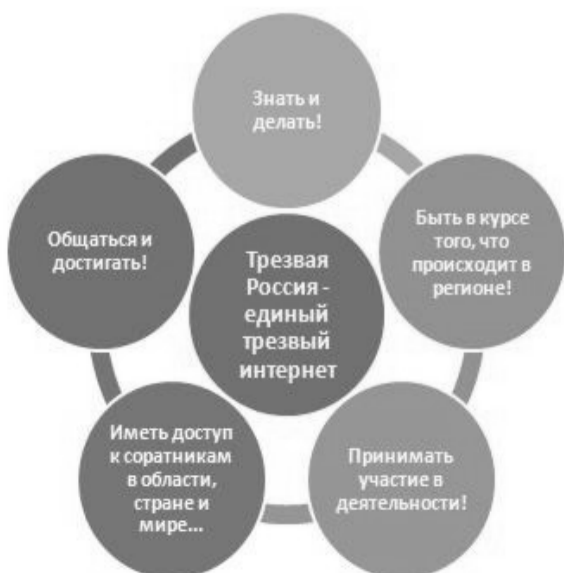 Знать и
делать!
Быть в курсе
того, что
происходит в
регионе!
Принимать
участие в
деятельности!
Иметь доступ
к соратникам
в области,
стране и
мире...
Общаться и
достигать!
Трезвая
Россия -
единый
трезвый
интернет